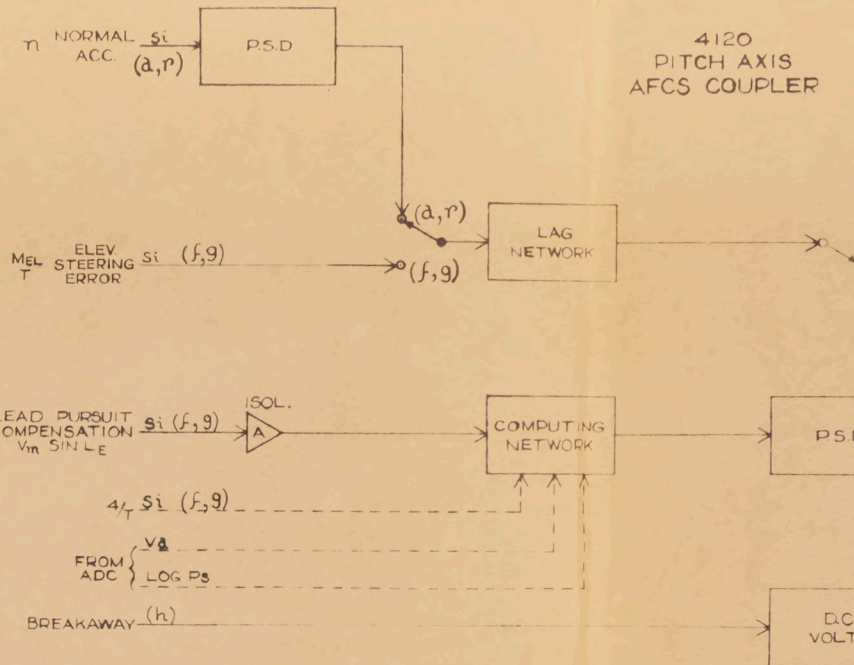 n NORMAL ACC. si (a,r)
P.S.D
4120
PITCH AXIS
AFCS COUPLER
(a,r)
LAG
NETWORK
MEL T ELEV STEERING ERROR si (f,g)
(f,g)
LEAD PURSUIT
COMPENSATION si (f,g)
Vm SIN LE
ISOL.
A
COMPUTING
NETWORK
P.S.
4/T si (f,g)
FROM
ADC
Va
LOG PS
BREAKAWAY (h)
D.C
VOLT